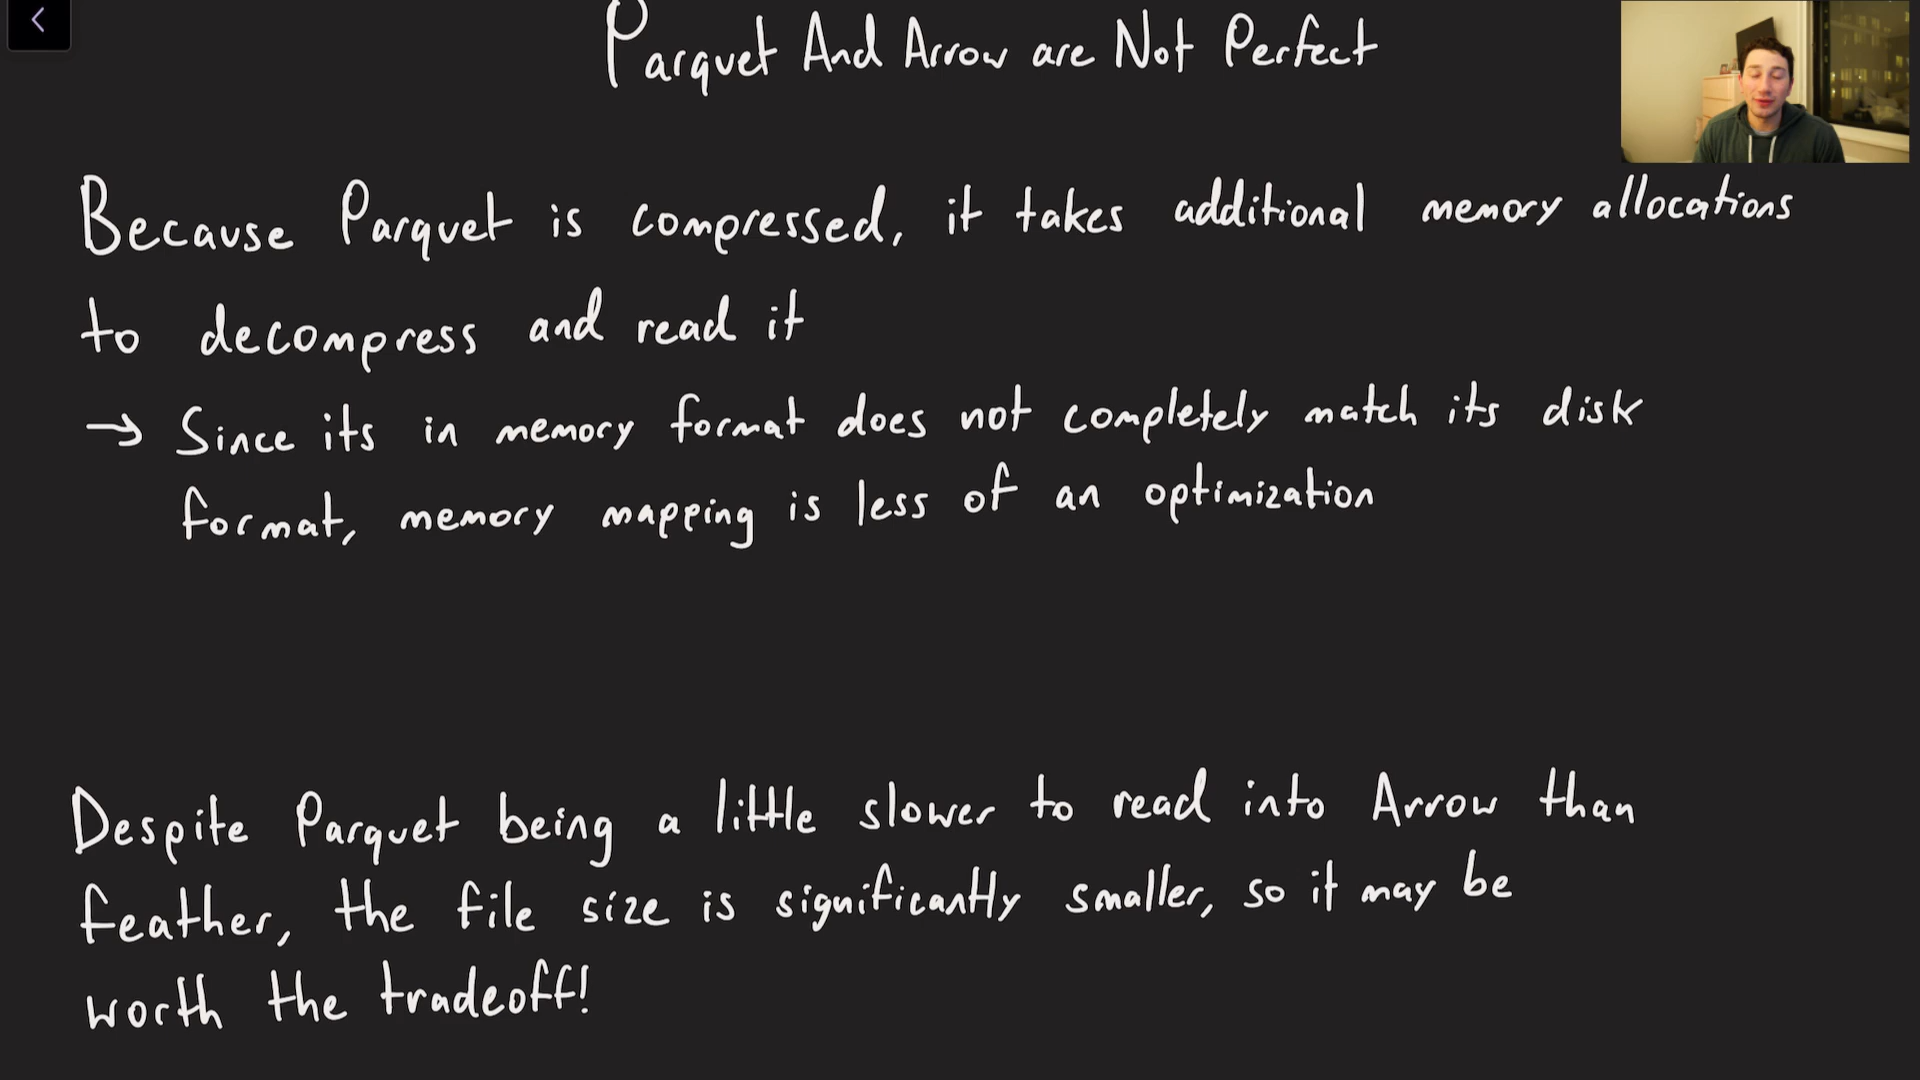 Parquet And Arrow are Not Perfect
Because Parquet is compressed, it takes additional memory allocations
to decompress and read it
→ Since its in memory format does not completely match its disk
format, memory mapping is less of an optimization
Despite Parquet being a little slower to read into Arrow than
feather, the file size is significantly smaller, so it may be
worth the tradeoff!